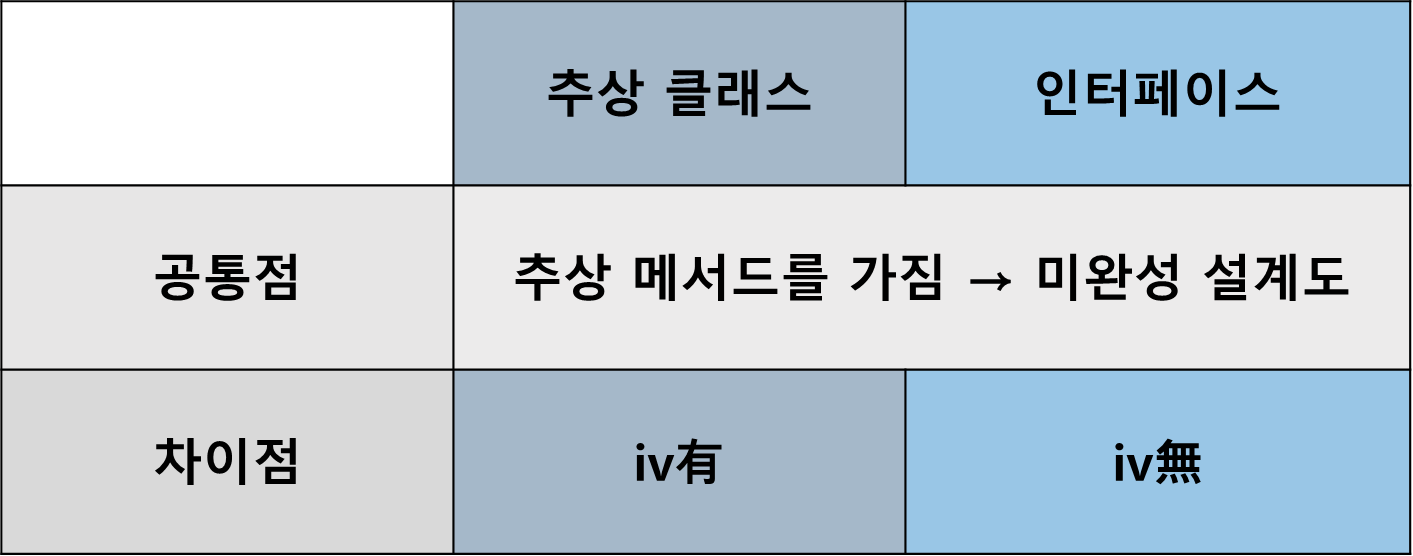 추상 클래스
인터페이스
공통점
추상 메서드를 가짐 → 미완성 설계도
차이점
iv有
iv無